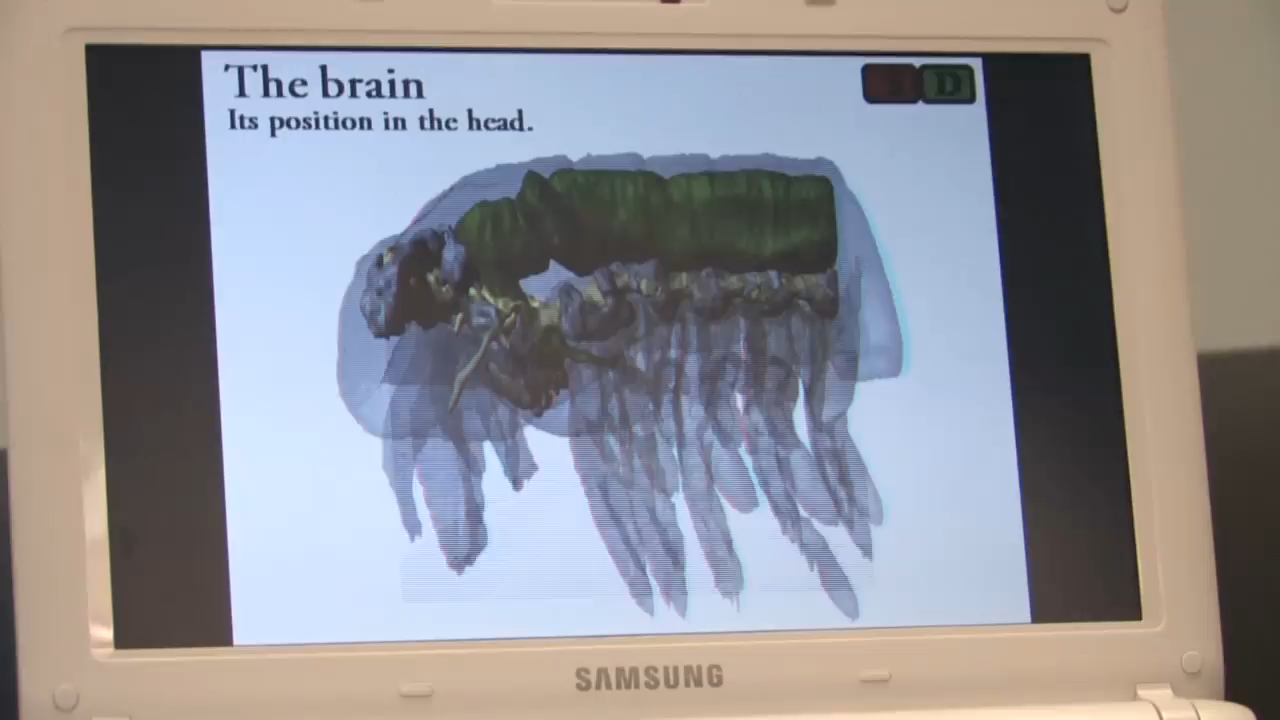 The brain
Its position in the head.
D
SAMSUNG